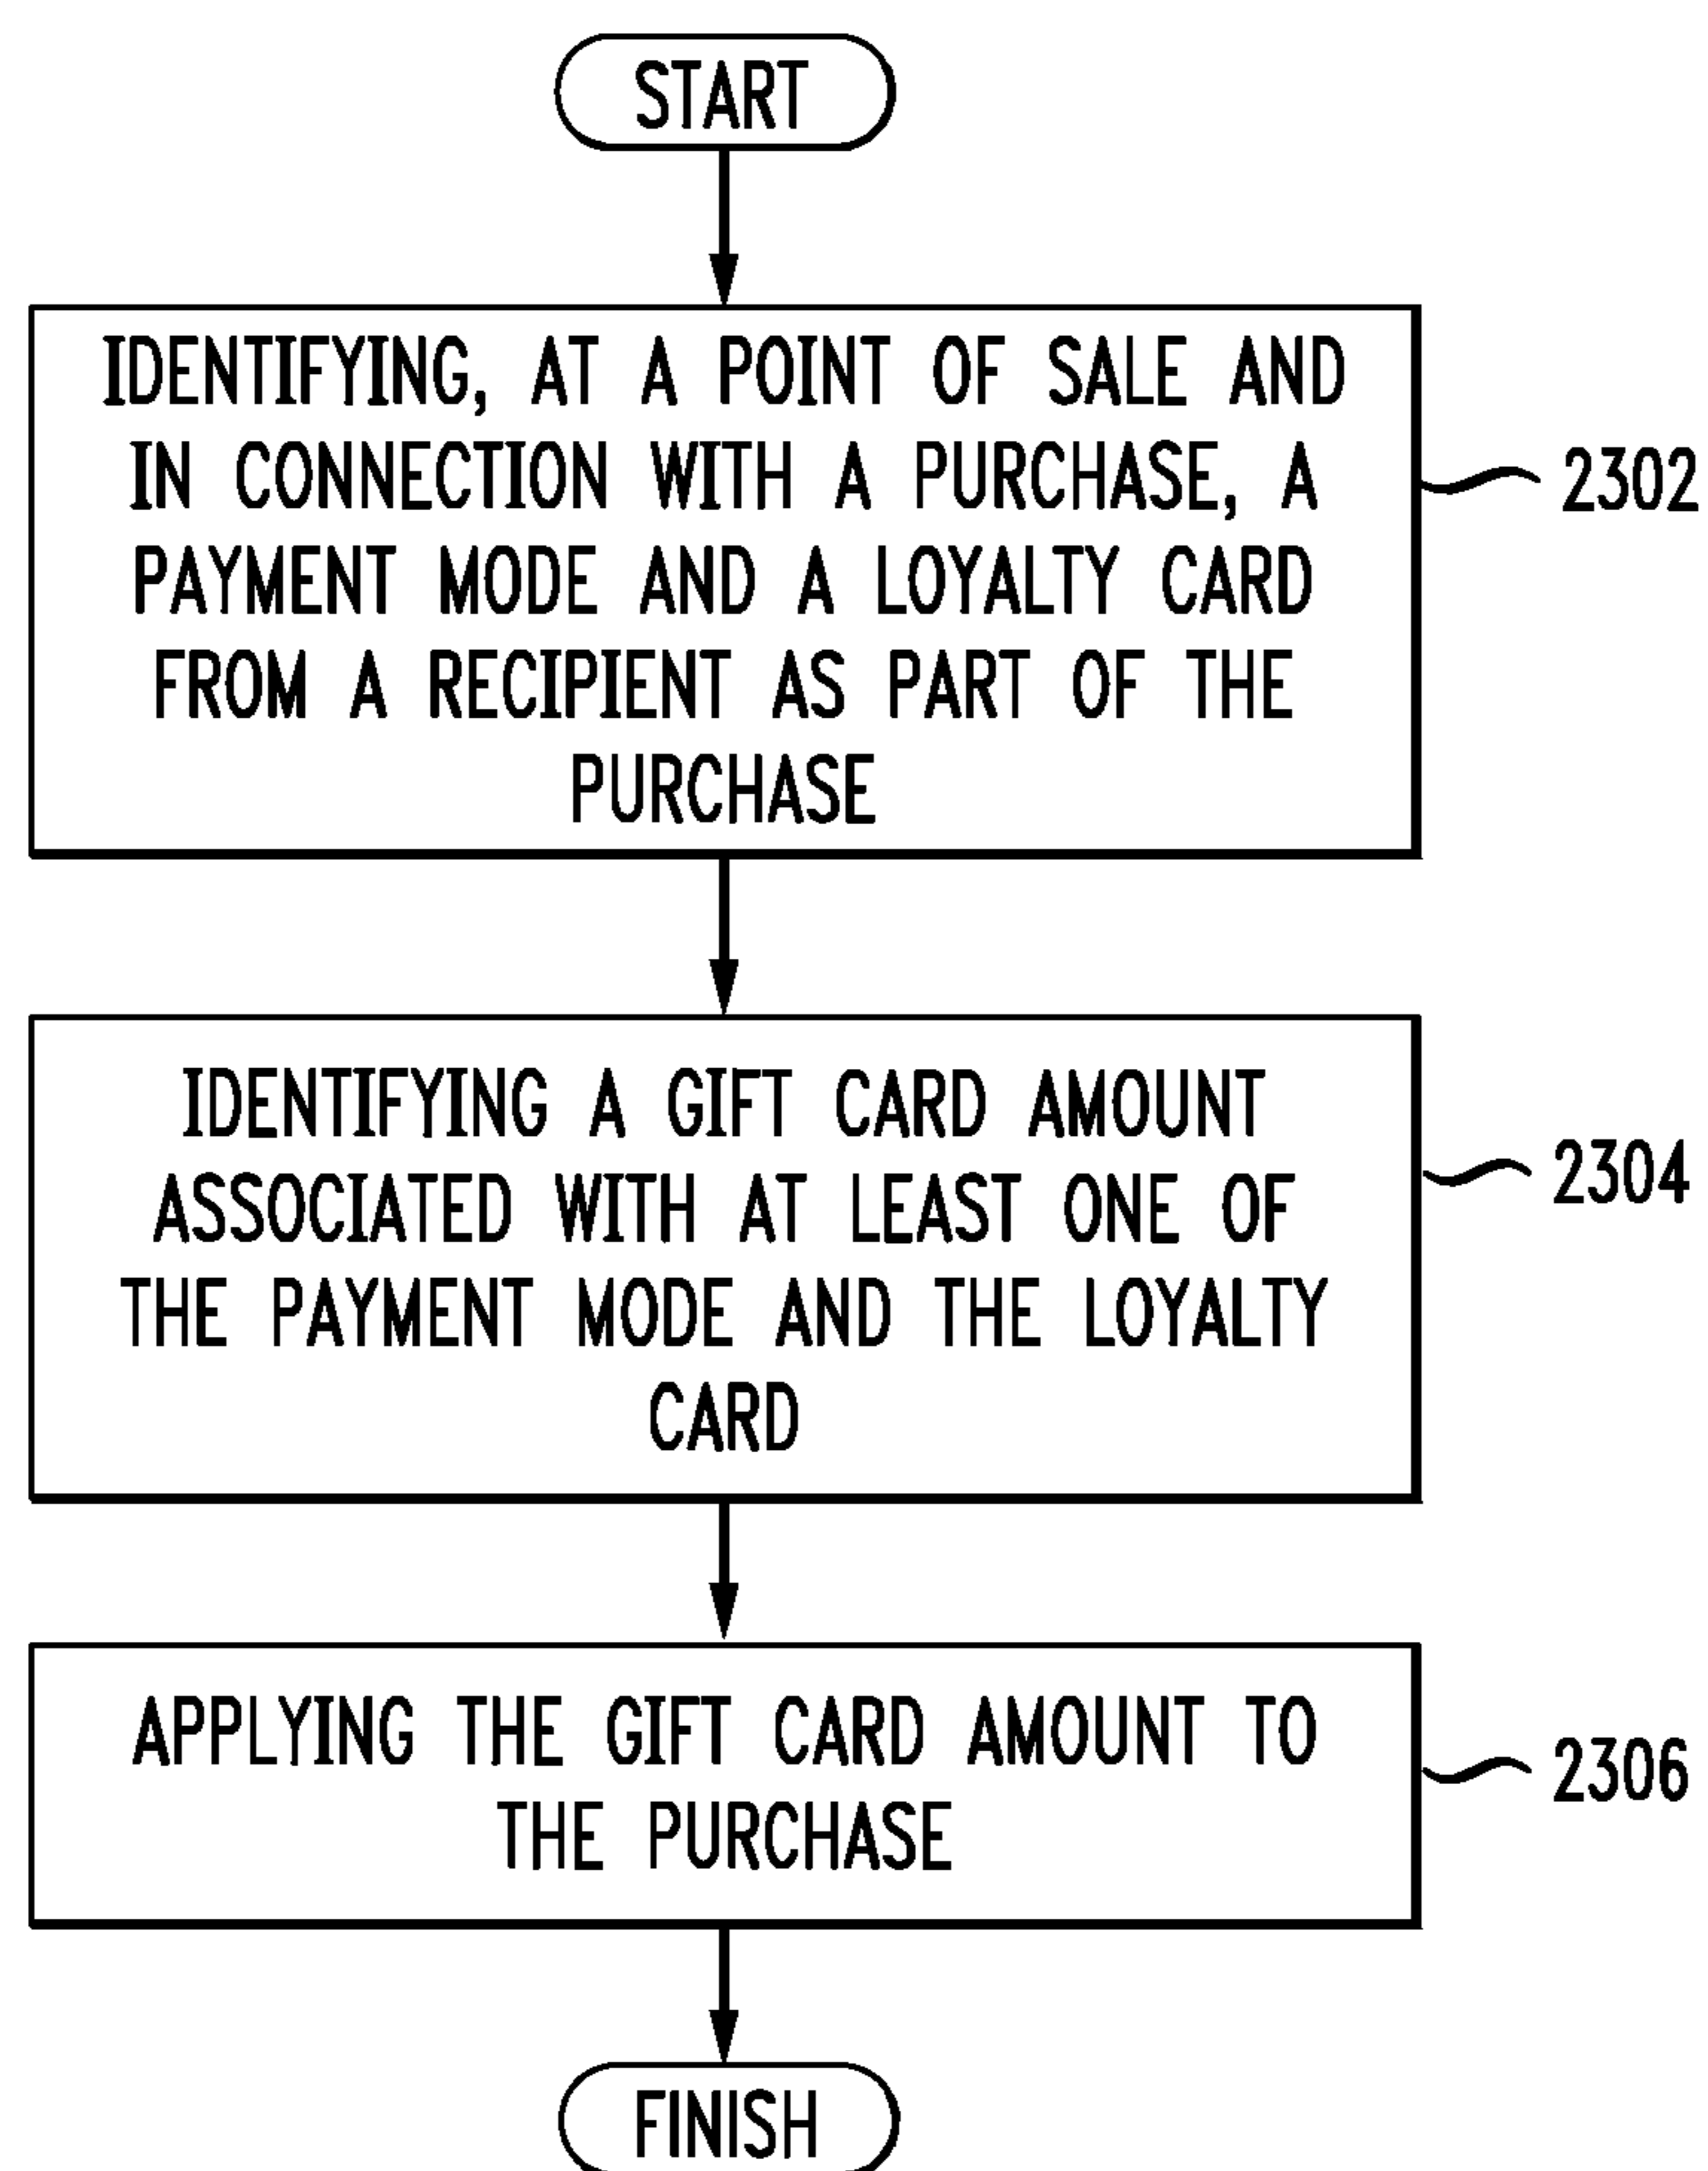 START
IDENTIFYING, AT A POINT OF SALE AND
IN CONNECTION WITH A PURCHASE, A
PAYMENT MODE AND A LOYALTY CARD
FROM A RECIPIENT AS PART OF THE
PURCHASE
2302
IDENTIFYING A GIFT CARD AMOUNT
ASSOCIATED WITH AT LEAST ONE OF
THE PAYMENT MODE AND THE LOYALTY
CARD
2304
APPLYING THE GIFT CARD AMOUNT TO
THE PURCHASE
2306
FINISH